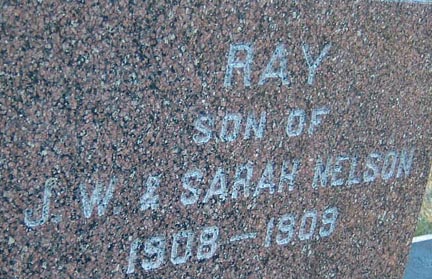 RAY
SON OF
J. W. & SARAH NELSON
1908-1909